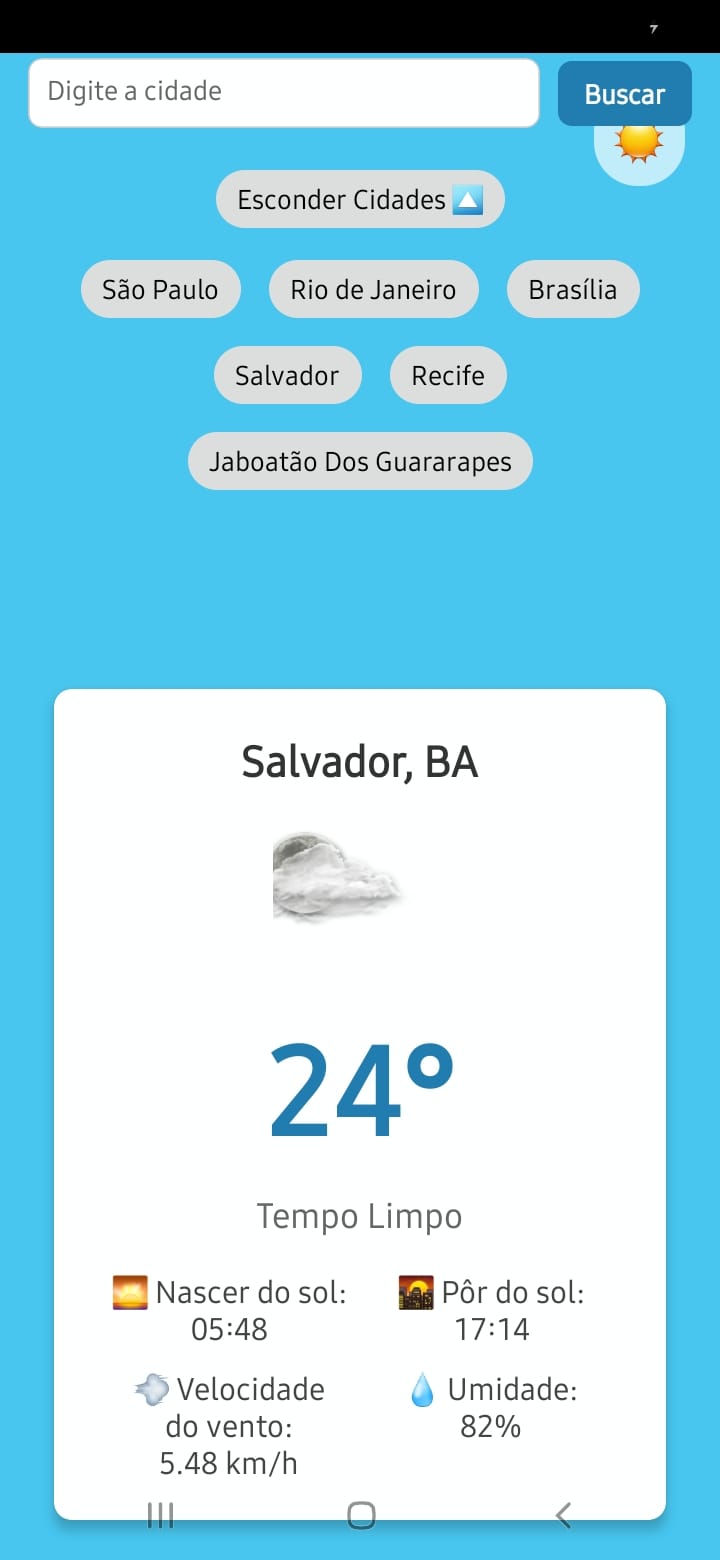 Digite a cidade
Buscar
Esconder Cidades
São Paulo
Rio de Janeiro
Brasília
Salvador
Recife
Jaboatão Dos Guararapes
Salvador, BA
24°
Tempo Limpo
Nascer do sol:
05:48
Pôr do sol:
17:14
Velocidade
do vento:
5.48 km/h
Umidade:
82%